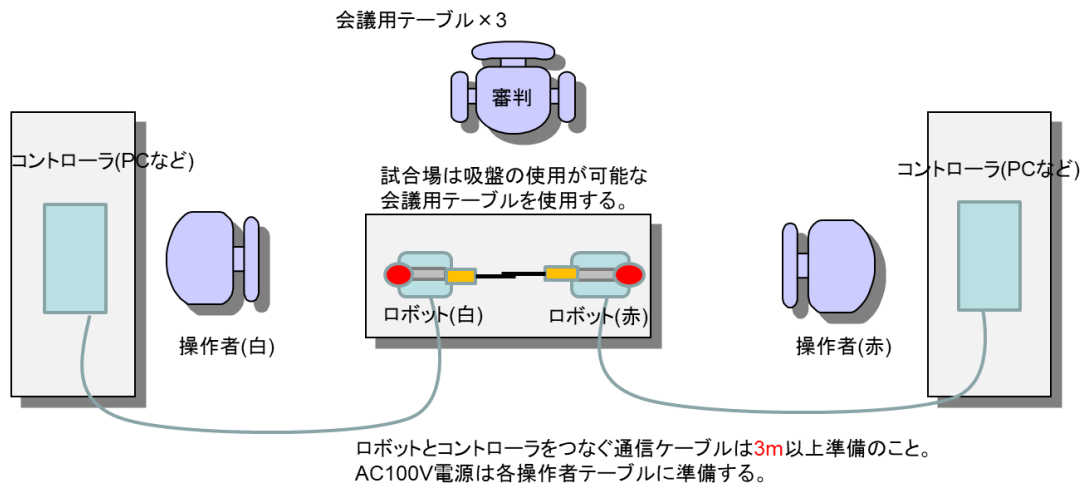 会議用テーブル×3
審判
コントローラ(PCなど)
コントローラ(PCなど)
試合場は吸盤の使用が可能な
会議用テーブルを使用する。
ロボット(白)
ロボット(赤)
操作者(白)
操作者(赤)
ロボットとコントローラをつなぐ通信ケーブルは3m以上準備のこと。
AC100V電源は各操作者テーブルに準備する。